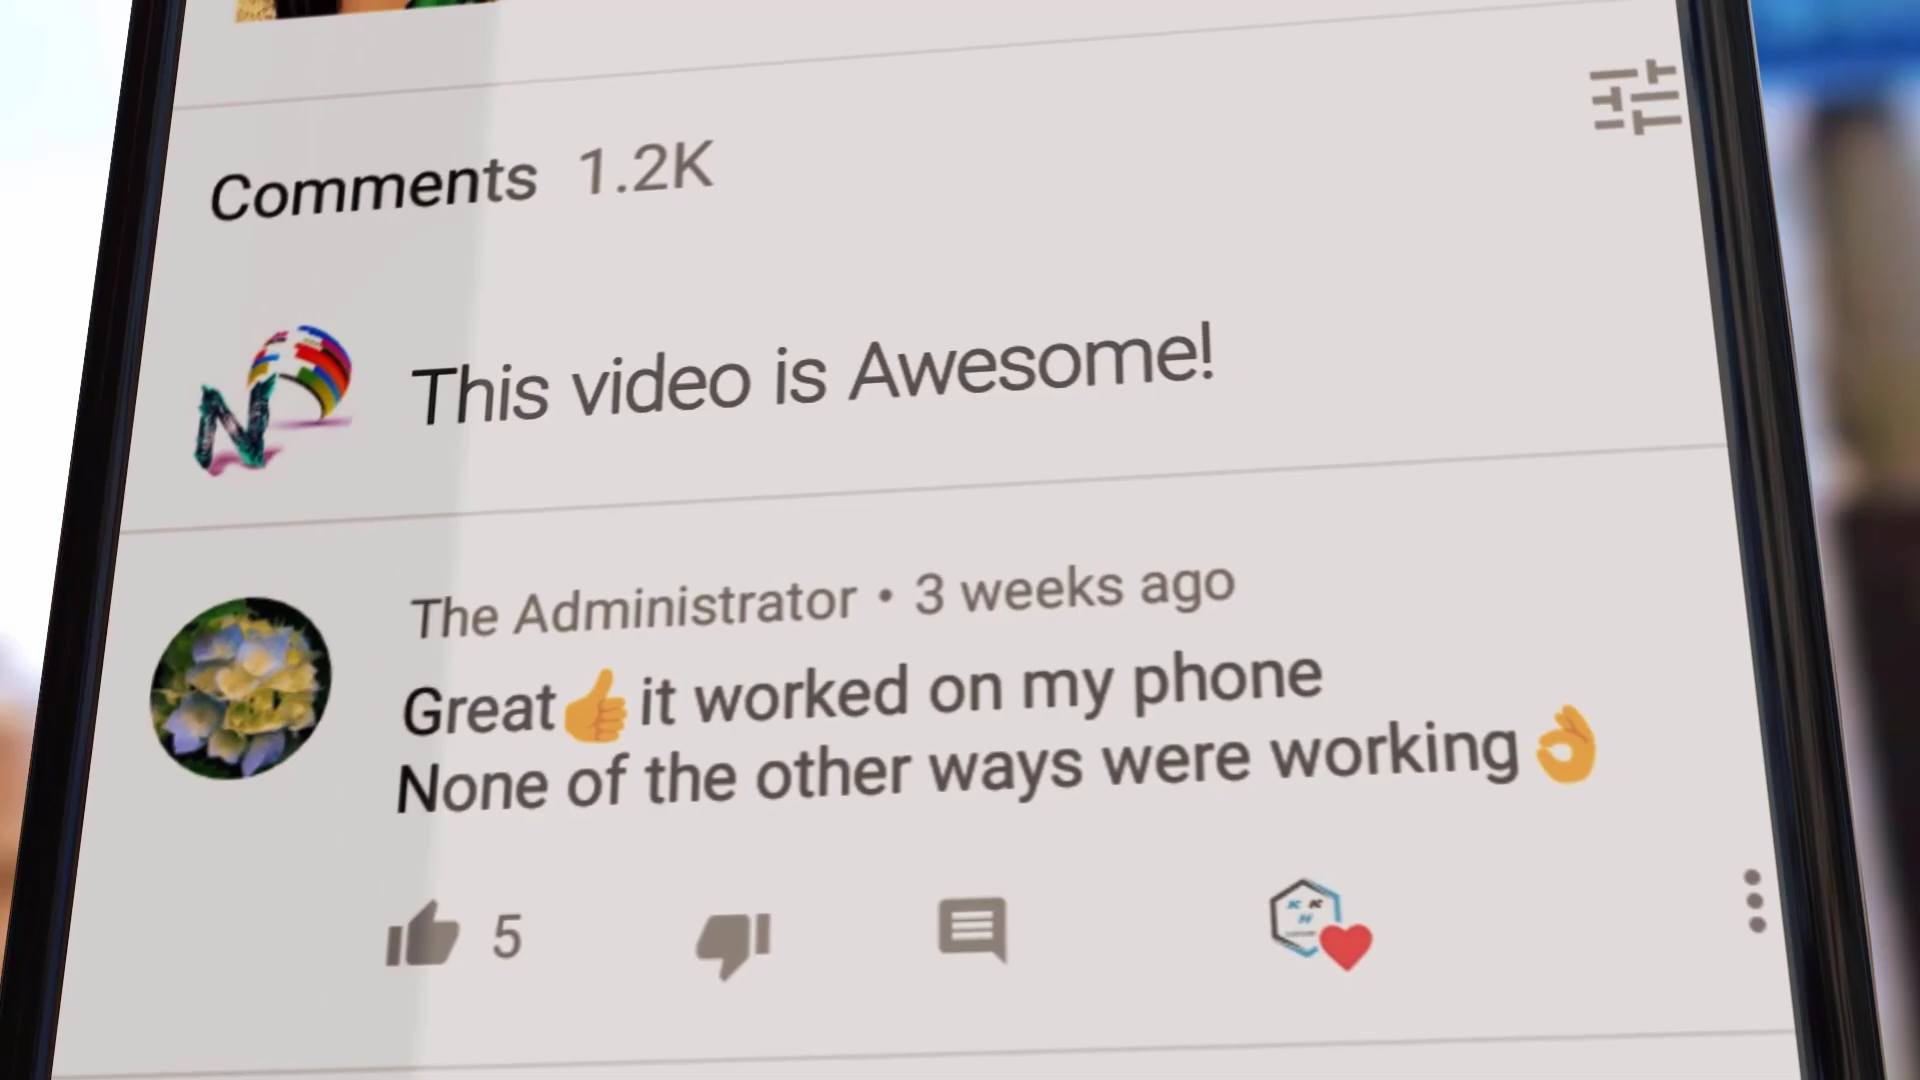 Comments 1.2K
This video is Awesome!
The Administrator • 3 weeks ago
Great👍it worked on my phone
None of the other ways were working👌
5